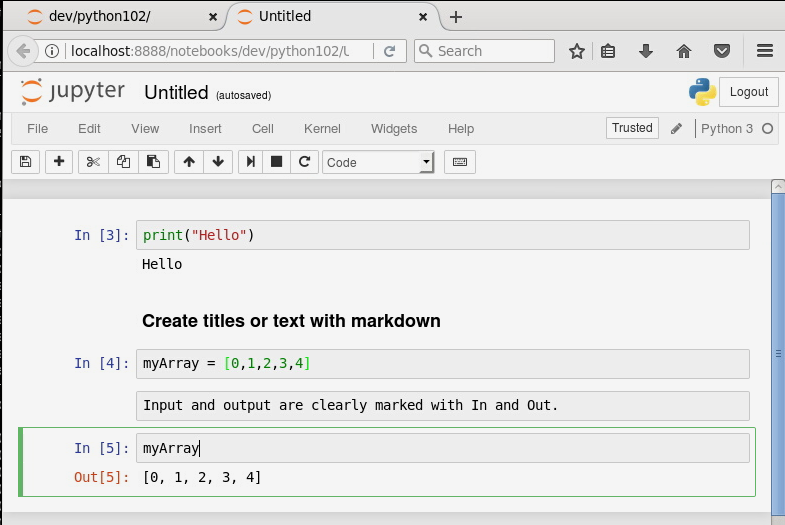 dev/python102/
Untitled
localhost:8888/notebooks/dev/python102/
Search
jupyter Untitled (autosaved)
Logout
File Edit View Insert Cell Kernel Widgets Help
Trusted
Python 3
Code
In [3]: print("Hello")
Hello
Create titles or text with markdown
In [4]: myArray = [0,1,2,3,4]
Input and output are clearly marked with In and Out.
In [5]: myArray
Out[5]: [0, 1, 2, 3, 4]